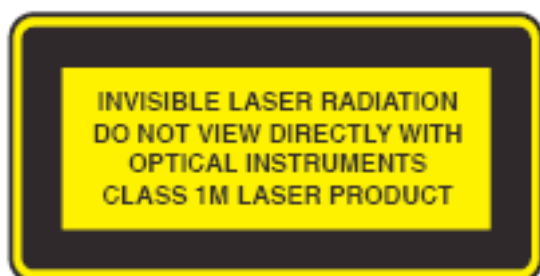 INVISIBLE LASER RADIATION
DO NOT VIEW DIRECTLY WITH
OPTICAL INSTRUMENTS
CLASS 1M LASER PRODUCT